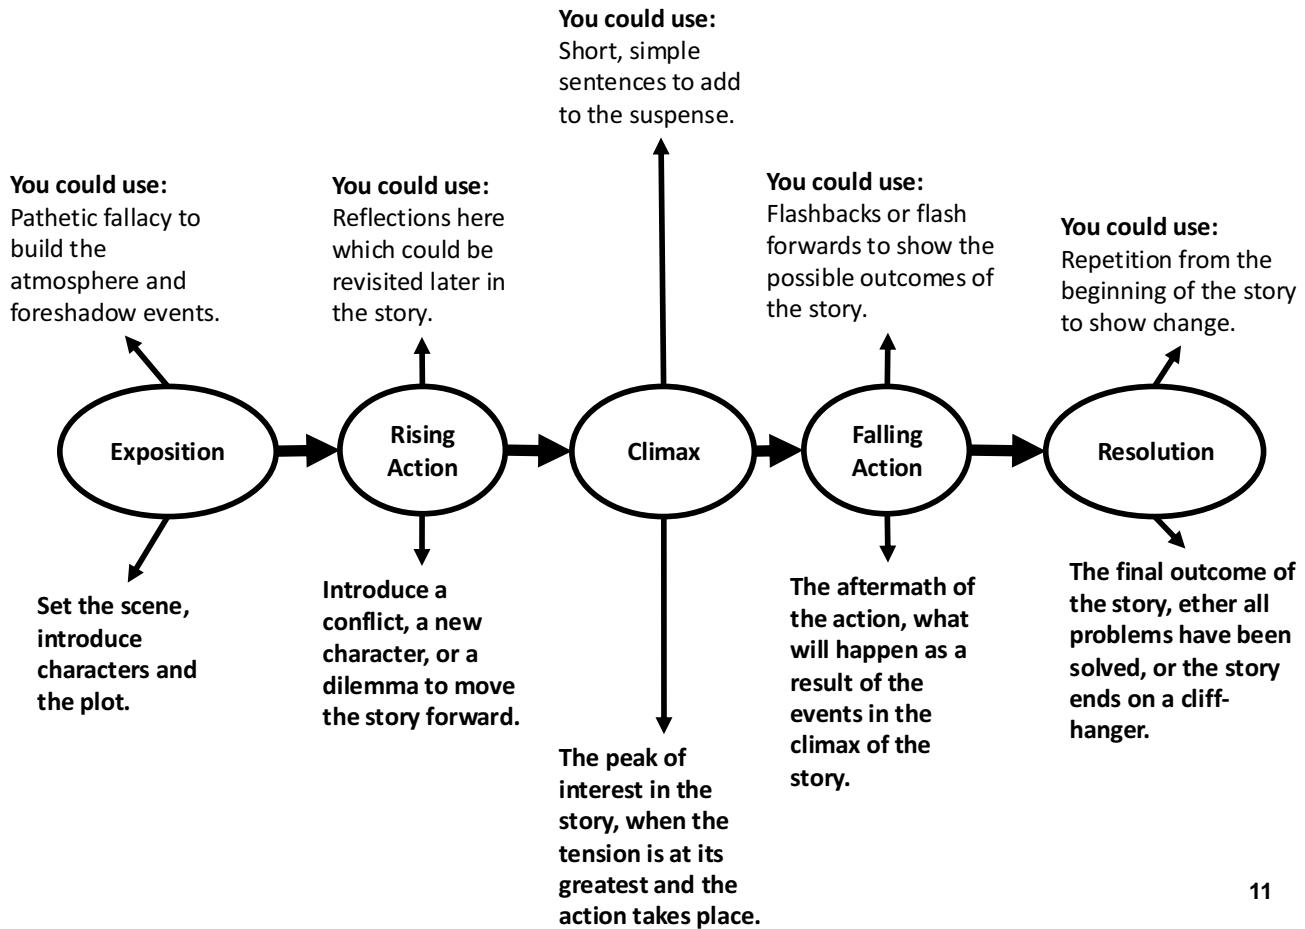 You could use:
Short, simple
sentences to add
to the suspense.
You could use:
Pathetic fallacy to
build the
atmosphere and
foreshadow events.
You could use:
Reflections here
which could be
revisited later in
the story.
You could use:
Flashbacks or flash
forwards to show the
possible outcomes of
the story.
You could use:
Repetition from the
beginning of the story
to show change.
Exposition
Rising
Action
Climax
Falling
Action
Resolution
Set the scene,
introduce
characters and
the plot.
Introduce a
conflict, a new
character, or a
dilemma to move
the story forward.
The peak of
interest in the
story, when the
tension is at its
greatest and the
action takes place.
The aftermath of
the action, what
will happen as a
result of the
events in the
climax of the
story.
The final outcome of
the story, ether all
problems have been
solved, or the story
ends on a cliff-
hanger.
11